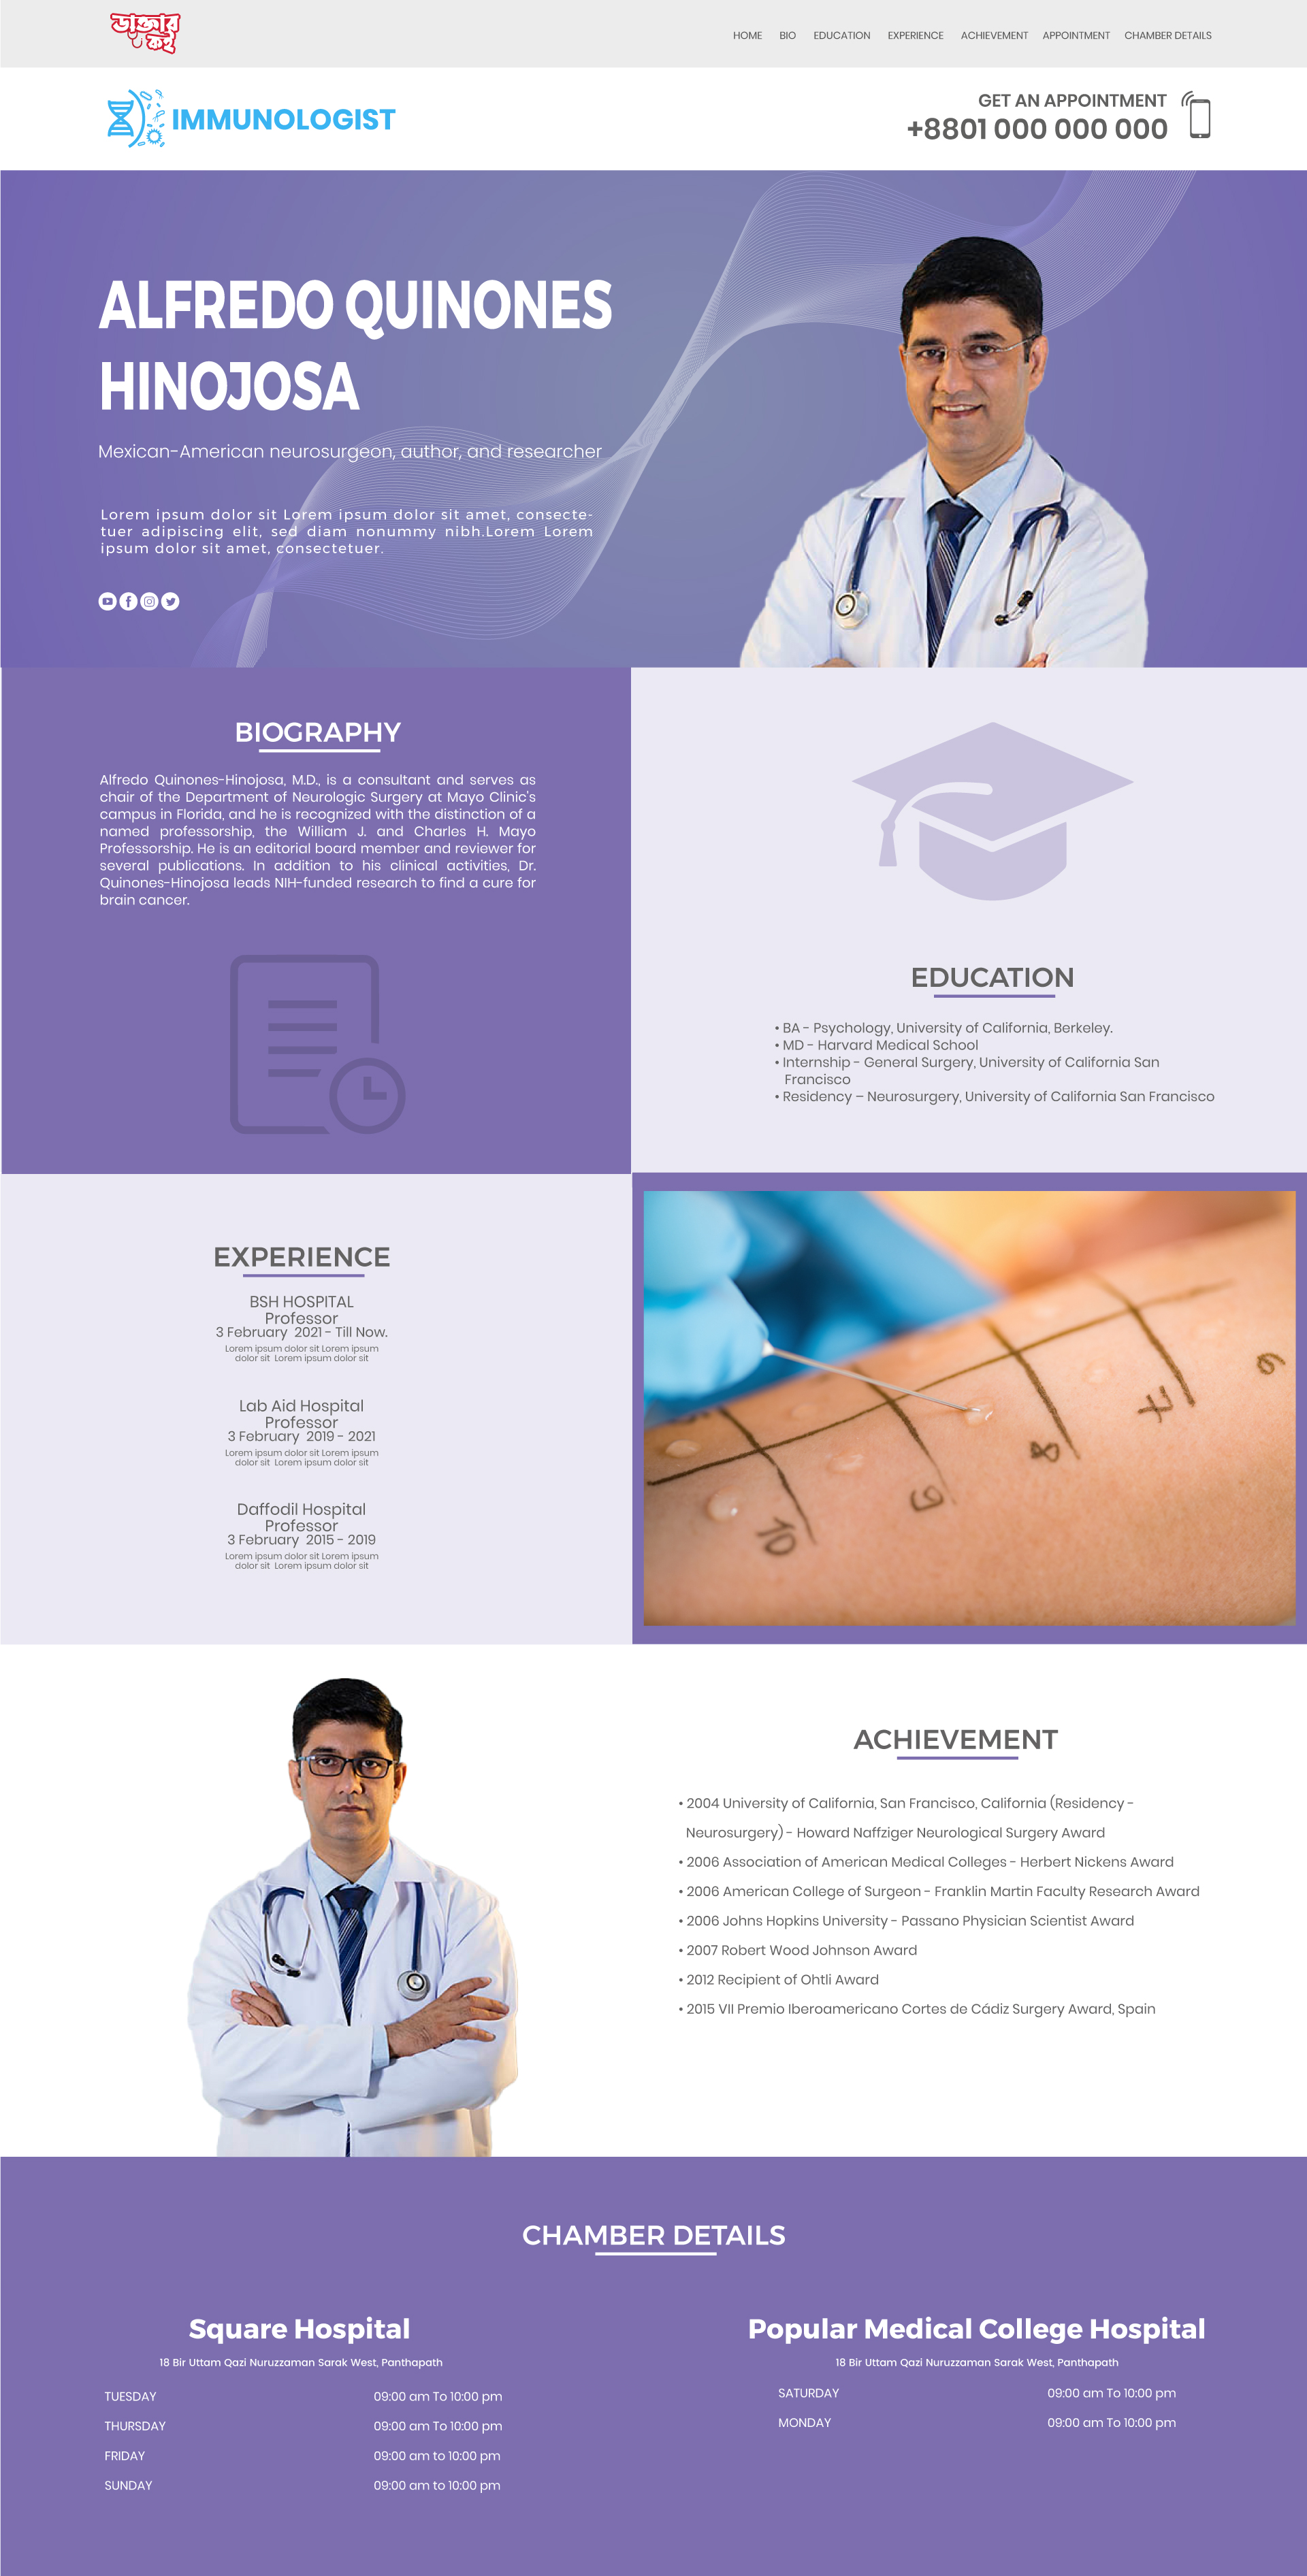 ডাক্তার
কই
HOME BIO EDUCATION EXPERIENCE ACHIEVEMENT APPOINTMENT CHAMBER DETAILS
IMMUNOLOGIST
GET AN APPOINTMENT
+8801 000 000 000
ALFREDO QUINONES
HINOJOSA
Mexican-American neurosurgeon, author, and researcher
Lorem ipsum dolor sit Lorem ipsum dolor sit amet, consecte-
tuer adipiscing elit, sed diam nonummy nibh.Lorem Lorem
ipsum dolor sit amet, consectetuer.
BIOGRAPHY
Alfredo Quinones-Hinojosa, M.D., is a consultant and serves as
chair of the Department of Neurologic Surgery at Mayo Clinic's
campus in Florida, and he is recognized with the distinction of a
named professorship, the William J. and Charles H. Mayo
Professorship. He is an editorial board member and reviewer for
several publications. In addition to his clinical activities, Dr.
Quinones-Hinojosa leads NIH-funded research to find a cure for
brain cancer.
EDUCATION
• BA - Psychology, University of California, Berkeley.
• MD - Harvard Medical School
• Internship - General Surgery, University of California San
Francisco
• Residency – Neurosurgery, University of California San Francisco
EXPERIENCE
BSH HOSPITAL
Professor
3 February 2021 - Till Now.
Lorem ipsum dolor sit Lorem ipsum
dolor sit Lorem ipsum dolor sit
Lab Aid Hospital
Professor
3 February 2019 - 2021
Lorem ipsum dolor sit Lorem ipsum
dolor sit Lorem ipsum dolor sit
Daffodil Hospital
Professor
3 February 2015 - 2019
Lorem ipsum dolor sit Lorem ipsum
dolor sit Lorem ipsum dolor sit
6
7
8
9
10
ACHIEVEMENT
• 2004 University of California, San Francisco, California (Residency -
Neurosurgery) - Howard Naffziger Neurological Surgery Award
• 2006 Association of American Medical Colleges - Herbert Nickens Award
• 2006 American College of Surgeon - Franklin Martin Faculty Research Award
• 2006 Johns Hopkins University - Passano Physician Scientist Award
• 2007 Robert Wood Johnson Award
• 2012 Recipient of Ohtli Award
• 2015 VII Premio Iberoamericano Cortes de Cádiz Surgery Award, Spain
CHAMBER DETAILS
Square Hospital
18 Bir Uttam Qazi Nuruzzaman Sarak West, Panthapath
TUESDAY 09:00 am To 10:00 pm
THURSDAY 09:00 am To 10:00 pm
FRIDAY 09:00 am to 10:00 pm
SUNDAY 09:00 am to 10:00 pm
Popular Medical College Hospital
18 Bir Uttam Qazi Nuruzzaman Sarak West, Panthapath
SATURDAY 09:00 am To 10:00 pm
MONDAY 09:00 am To 10:00 pm